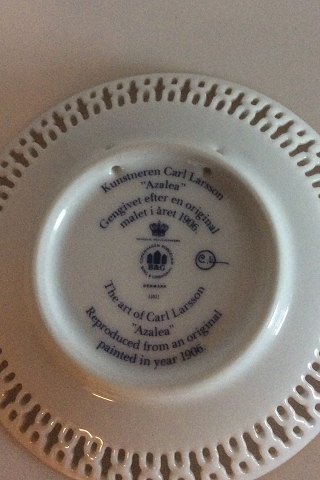 Kunstneren Carl Larsson
"Azalea"
Gengivet efter en original
malet i året 1906.
B&G
DENMARK
The art of Carl Larsson
"Azalea"
Reproduced from an original
painted in year 1906.